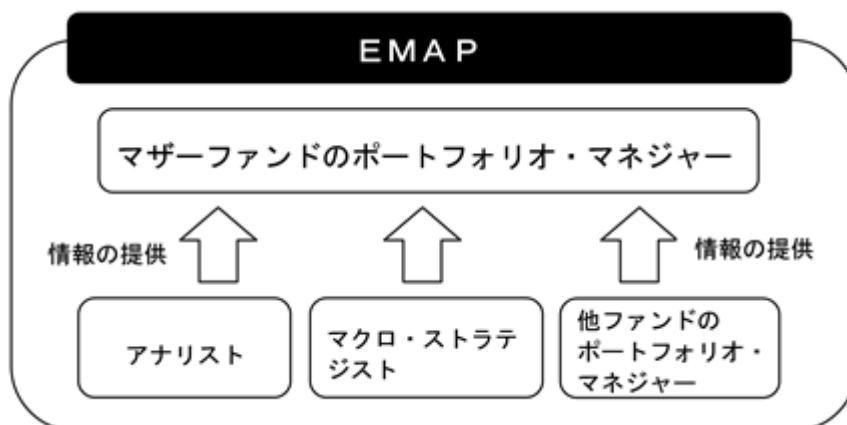 ＥＭＡＰ
マザーファンドのポートフォリオ・マネジャー
情報の提供
情報の提供
アナリスト
マクロ・ストラテ
ジスト
他ファンドの
ポートフォリオ・
マネジャー